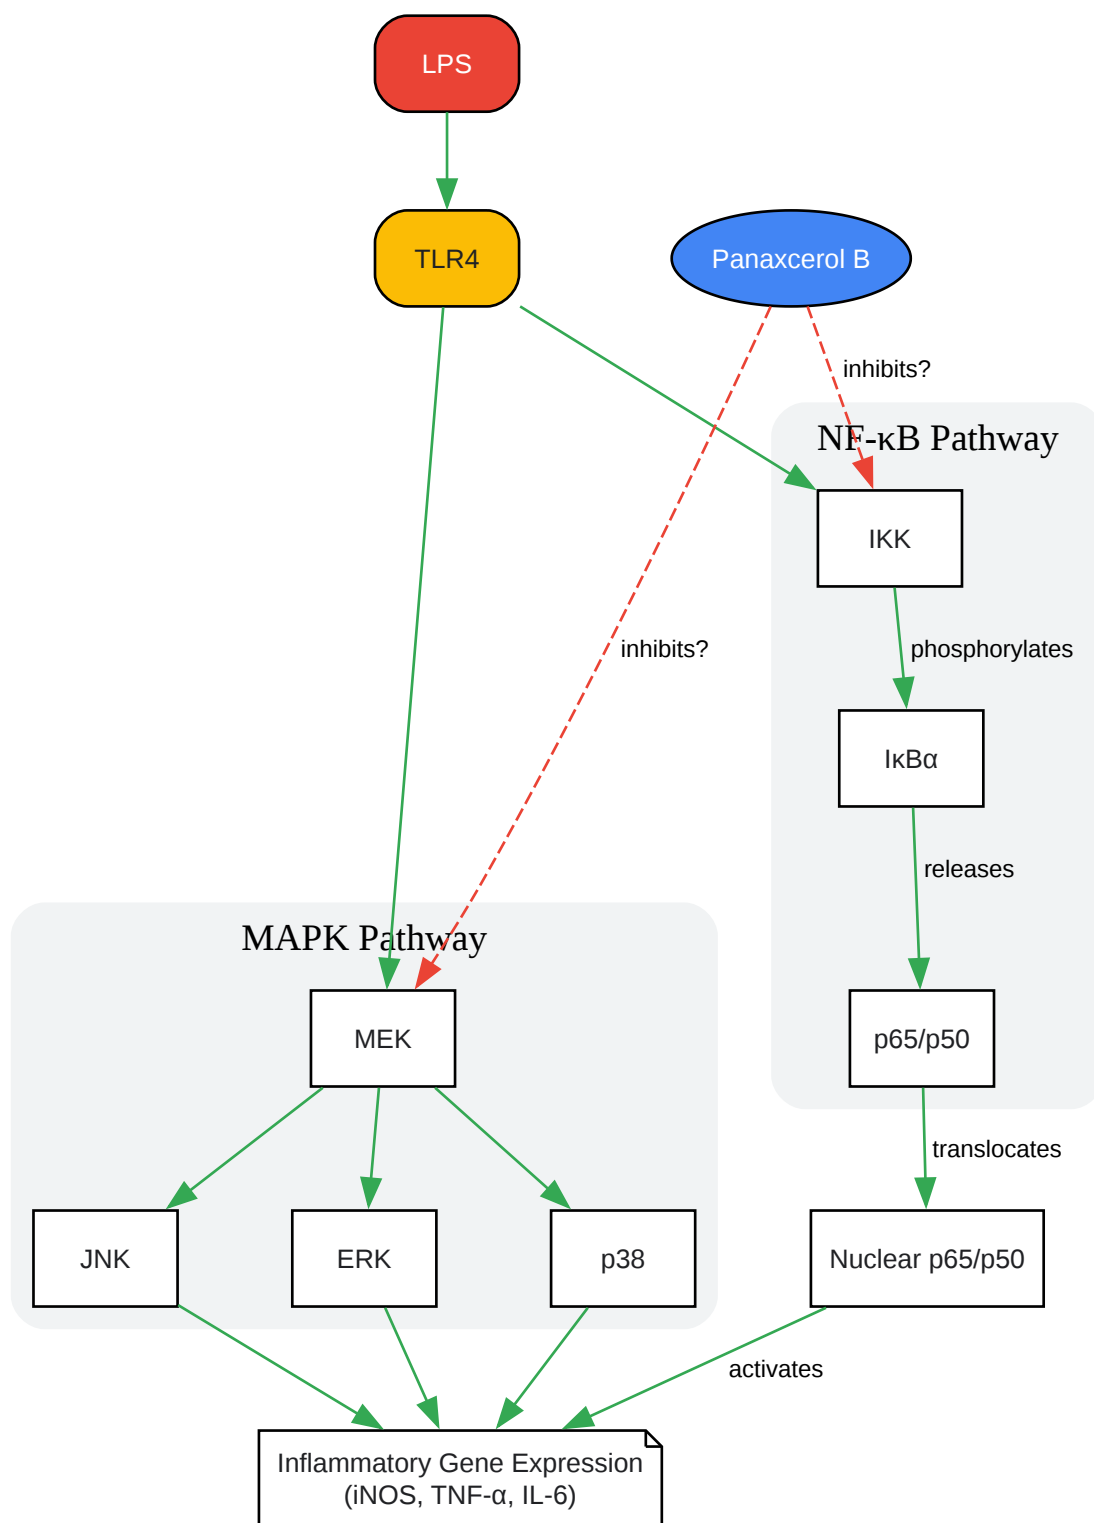 LPS
TLR4
Panaxcerol B
inhibits?
NF-κB Pathway
IKK
inhibits?
phosphorylates
IκBα
releases
MAPK Pathway
MEK
p65/p50
translocates
JNK
ERK
p38
Nuclear p65/p50
activates
Inflammatory Gene Expression
(iNOS, TNF-α, IL-6)